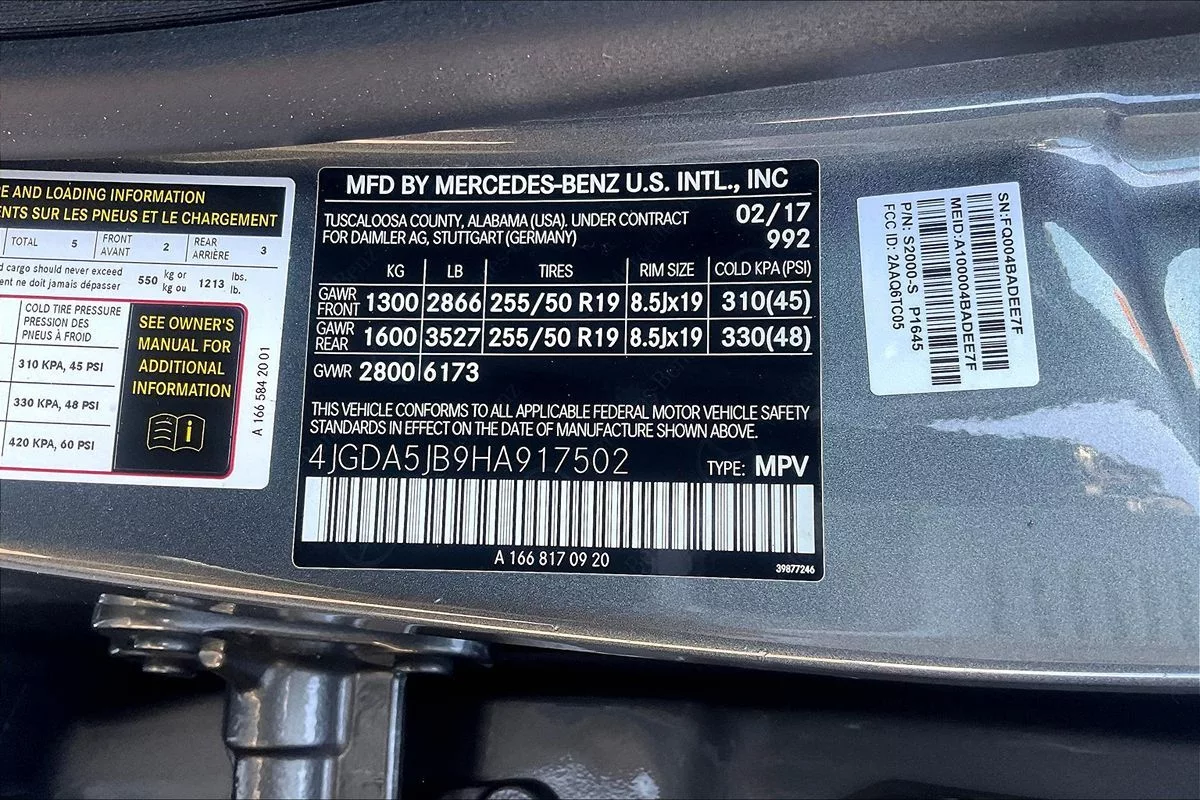 E AND LOADING INFORMATION
ENTS SUR LES PNEUS ET LE CHARGEMENT
TOTAL 5 FRONT AVANT 2 REAR ARRIÈRE 3
d cargo should never exceed 550 kg or 1213 lbs.
t ne doit jamais dépasser kg ou lb.
COLD TIRE PRESSURE
PRESSION DES
PNEUS À FROID
310 KPA, 45 PSI
330 KPA, 48 PSI
420 KPA, 60 PSI
SEE OWNER'S
MANUAL FOR
ADDITIONAL
INFORMATION
i
A 166 584 20 01
MFD BY MERCEDES-BENZ U.S. INTL., INC
TUSCALOOSA COUNTY, ALABAMA (USA), UNDER CONTRACT 02/17
FOR DAIMLER AG, STUTTGART (GERMANY) 992
KG LB TIRES RIM SIZE COLD KPA (PSI)
GAWR FRONT 1300 2866 255/50 R19 8.5Jx19 310(45)
GAWR REAR 1600 3527 255/50 R19 8.5Jx19 330(48)
GVWR 2800 6173
THIS VEHICLE CONFORMS TO ALL APPLICABLE FEDERAL MOTOR VEHICLE SAFETY
STANDARDS IN EFFECT ON THE DATE OF MANUFACTURE SHOWN ABOVE.
4JGDA5JB9HA917502 TYPE: MPV
A 166 817 09 20
39877246
SN:FQ004BADEE7F
MEID:A100004BADEE7F
P/N: S2000-S P1645
FCC ID: 2AAQ6TC05